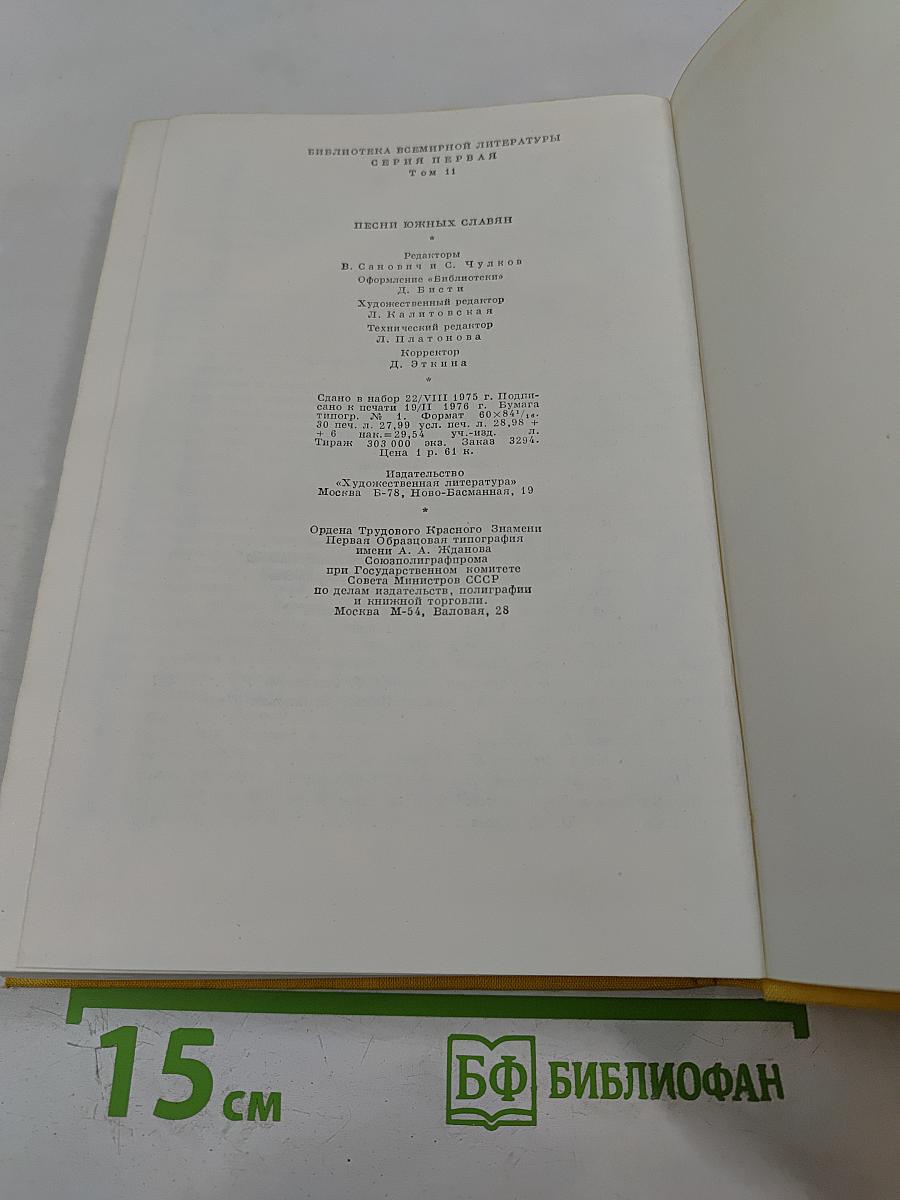 БИБЛИОТЕКА ВСЕМИРНОЙ ЛИТЕРАТУРЫ
СЕРИЯ ПЕРВАЯ
Том 11
ПЕСНИ ЮЖНЫХ СЛАВЯН
*
Редакторы
В. Санович и С. Чулков
Оформление «Библиотеки»
Д. Бисти
Художественный редактор
Л. Калитовская
Технический редактор
Л. Платонова
Корректор
Д. Эткина
*
Сдано в набор 22/VIII 1975 г. Подпи-
сано к печати 19/II 1976 г. Бумага
типогр. № 1. Формат 60×84¹/₁₆.
30 печ. л. 27,99 усл. печ. л. 28,98 +
+ 6 нак.=29,54 уч.-изд. л.
Тираж 303 000 экз. Заказ 3294.
Цена 1 р. 61 к.
Издательство
«Художественная литература»
Москва Б-78, Ново-Басманная, 19
*
Ордена Трудового Красного Знамени
Первая Образцовая типография
имени А. А. Жданова
Союзполиграфпрома
при Государственном комитете
Совета Министров СССР
по делам издательств, полиграфии
и книжной торговли.
Москва М-54, Валовая, 28
15 см
БФ БИБЛИОФАН